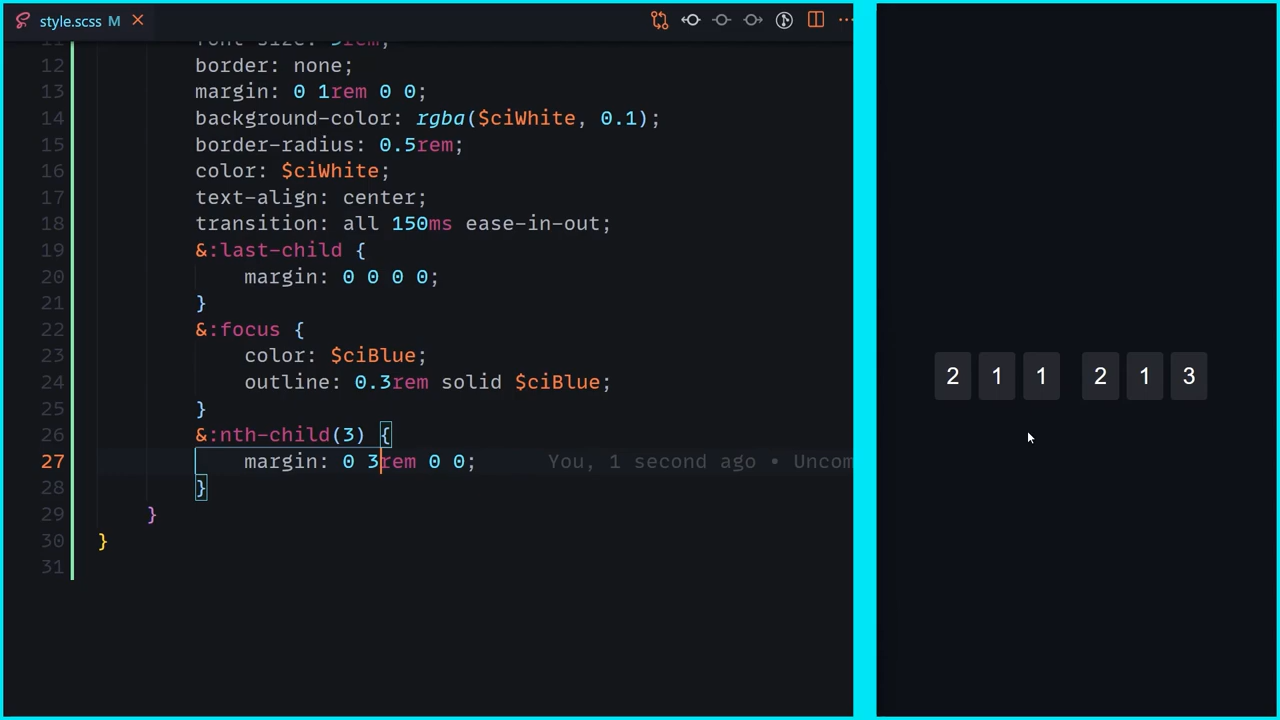 style.scss M
11 font-size: 3rem;
12 border: none;
13 margin: 0 1rem 0 0;
14 background-color: rgba($ciWhite, 0.1);
15 border-radius: 0.5rem;
16 color: $ciWhite;
17 text-align: center;
18 transition: all 150ms ease-in-out;
19 &:last-child {
20 margin: 0 0 0 0;
21 }
22 &:focus {
23 color: $ciBlue;
24 outline: 0.3rem solid $ciBlue;
25 }
26 &:nth-child(3) {
27 margin: 0 3rem 0 0; You, 1 second ago • Uncom
28 }
29 }
30 }
31
2 1 1 2 1 3